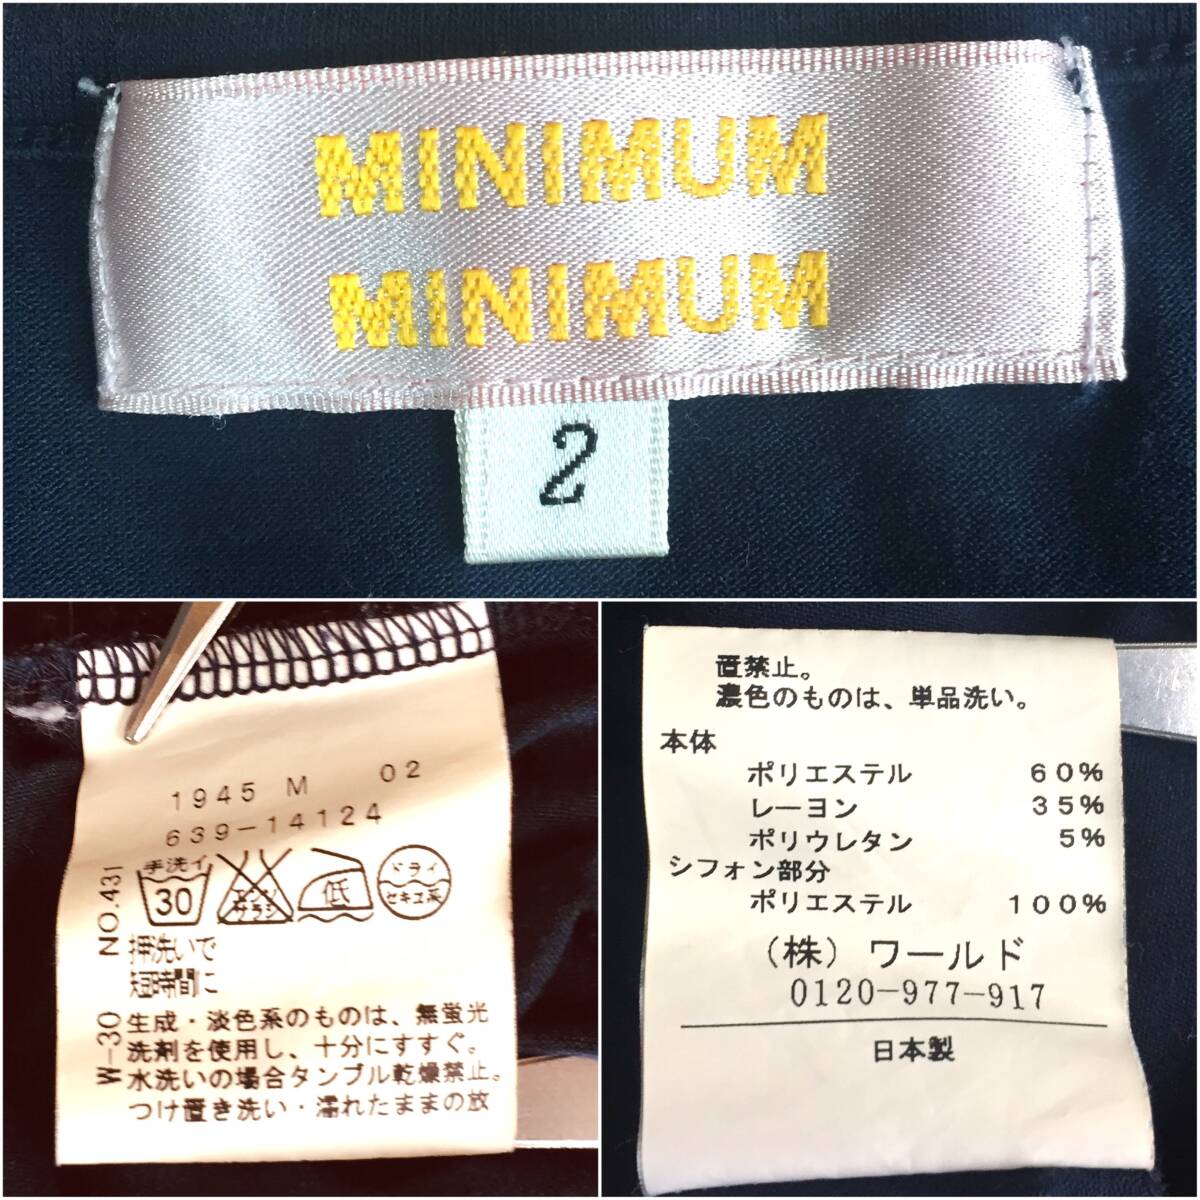 MINIMUM
MINIMUM
2
1945 M 02
639-14124
手洗イ
30
エンソ
サラシ
低
ドライ
セキユ系
NO.431
W-30
押洗いで
短時間に
生成・淡色系のものは、無蛍光
洗剤を使用し、十分にすすぐ。
水洗いの場合タンブル乾燥禁止。
つけ置き洗い・濡れたままの放
置禁止。
濃色のものは、単品洗い。
本体
ポリエステル 60%
レーヨン 35%
ポリウレタン 5%
シフォン部分
ポリエステル 100%
（株）ワールド
0120-977-917
日本製